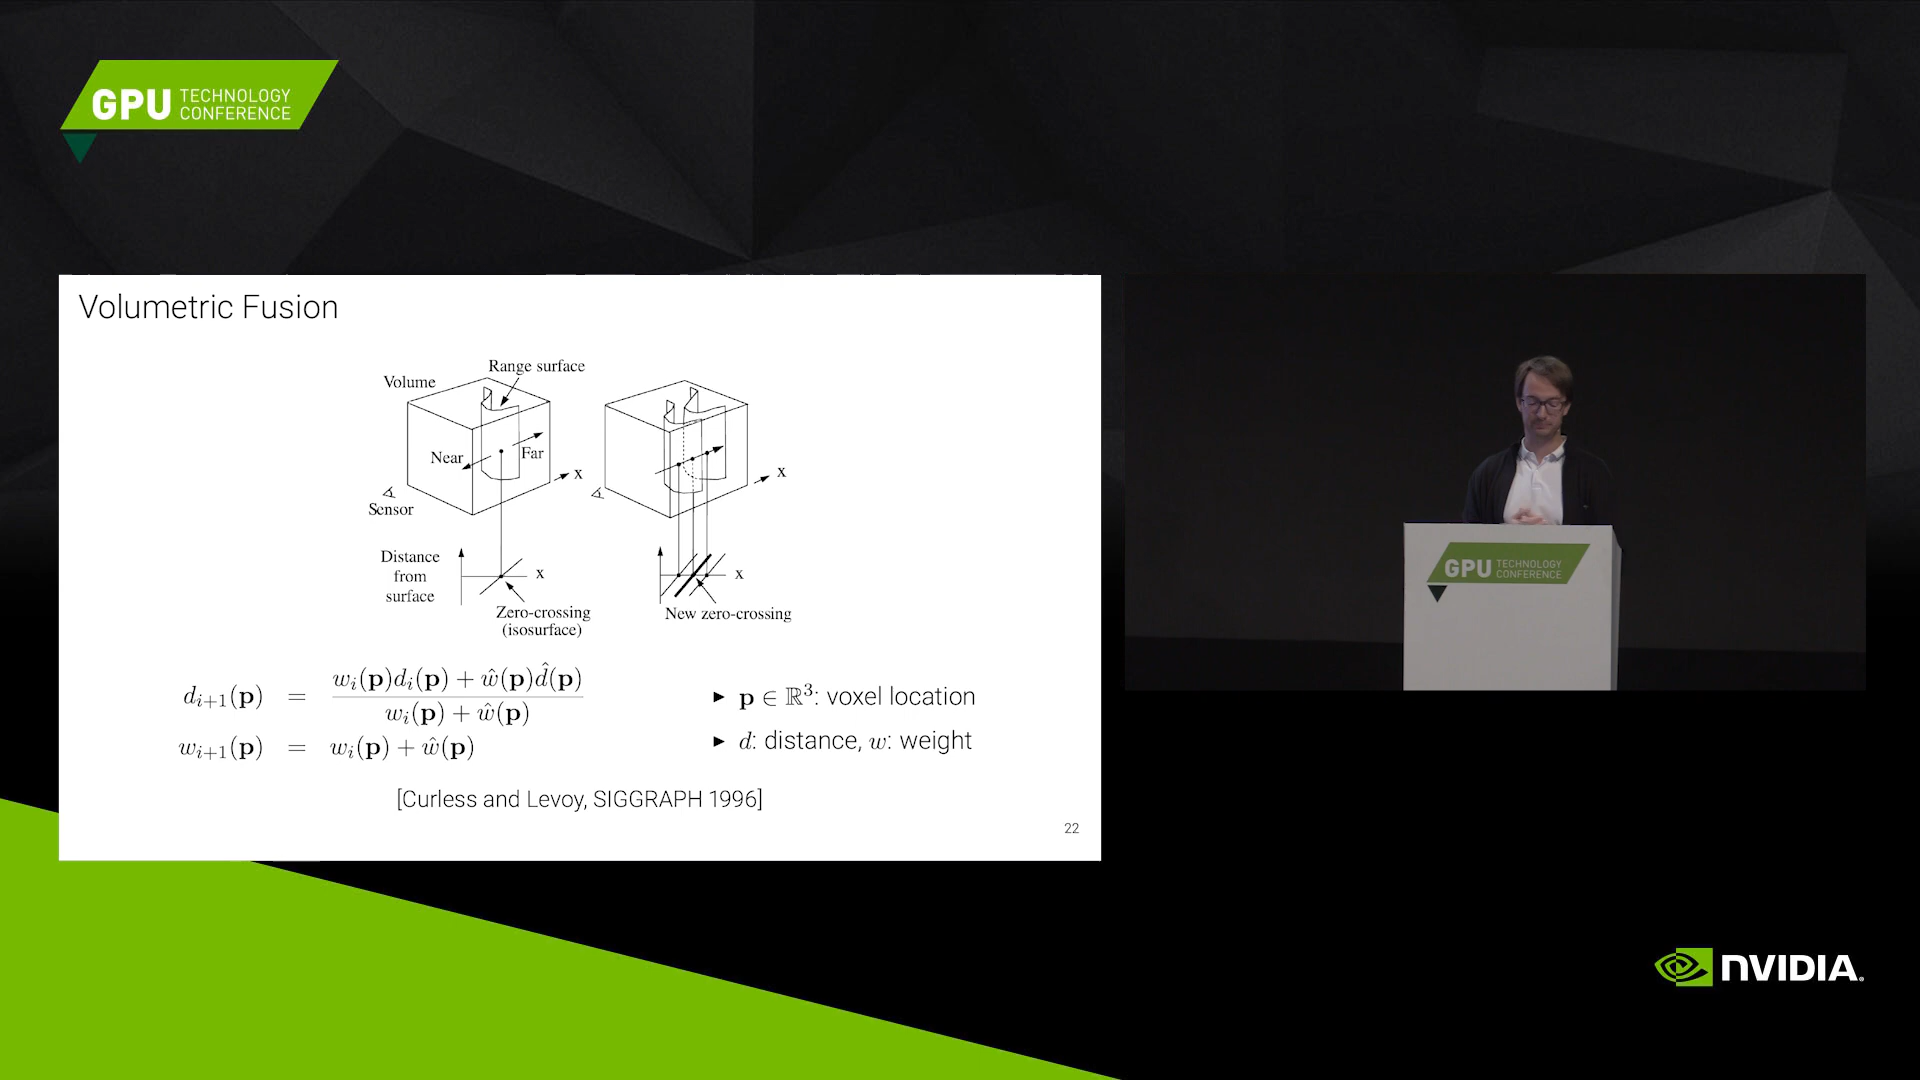 GPU TECHNOLOGY CONFERENCE
Volumetric Fusion
Range surface
Volume
Near
Far
x
Sensor
Distance from surface
x
Zero-crossing (isosurface)
x
x
New zero-crossing
d_{i+1}(p) = \frac{w_i(p)d_i(p) + ŵ(p)d̂(p)}{w_i(p) + ŵ(p)}
w_{i+1}(p) = w_i(p) + ŵ(p)
▶ p ∈ ℝ³: voxel location
▶ d: distance, w: weight
[Curless and Levoy, SIGGRAPH 1996]
22
GPU TECHNOLOGY CONFERENCE
NVIDIA.